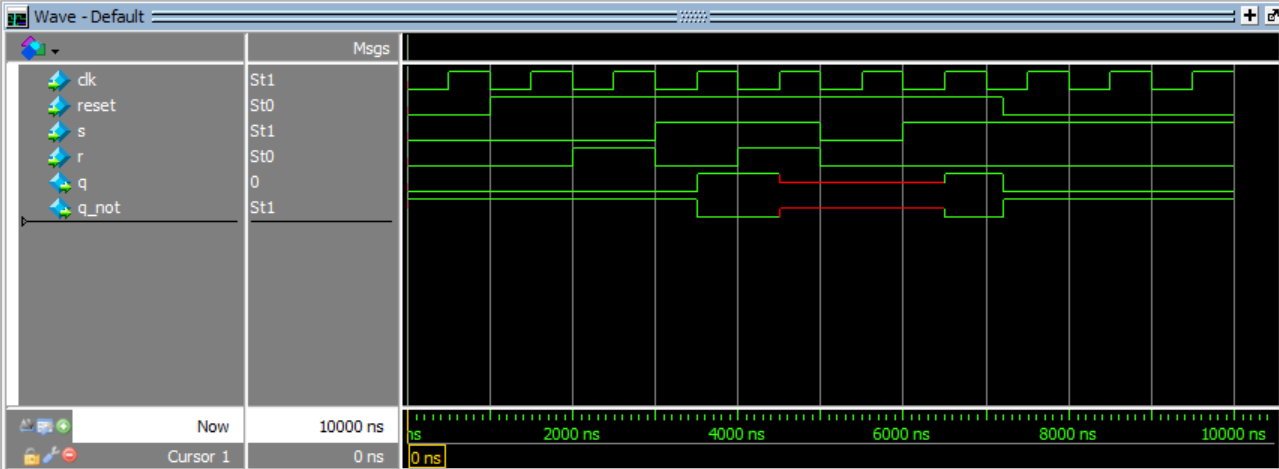 Wave - Default
Msgs
clk St1
reset St0
s St1
r St0
q 0
q_not St1
Now 10000 ns
ns 2000 ns 4000 ns 6000 ns 8000 ns 10000 ns
Cursor 1 0 ns 0 ns